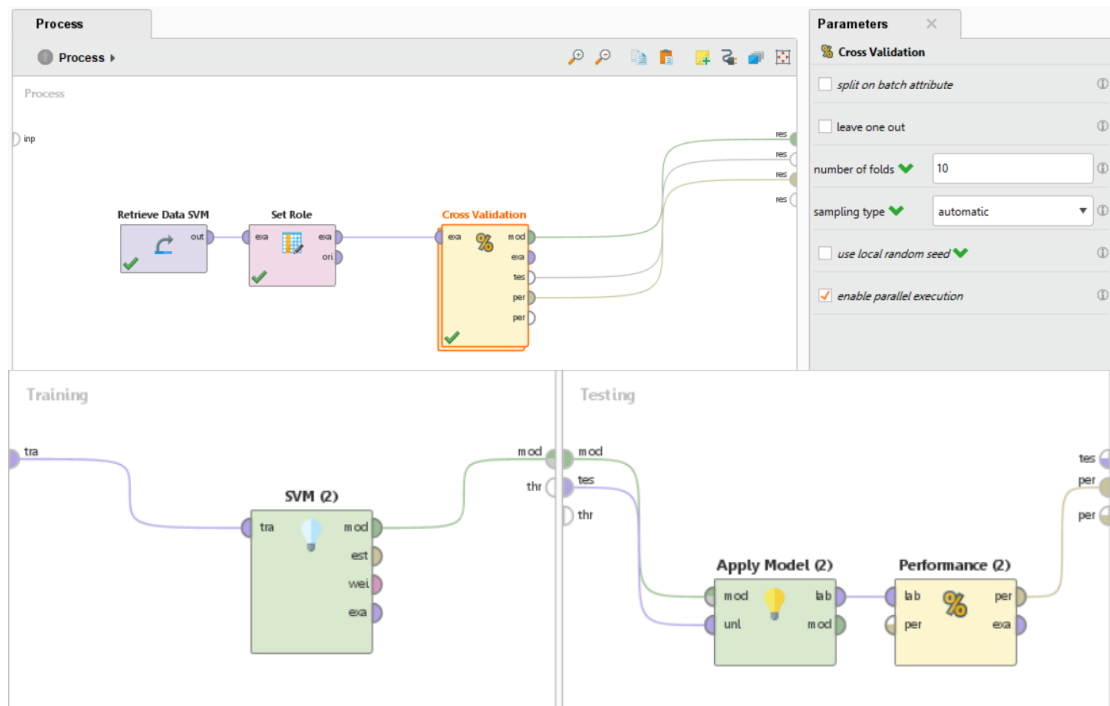 Process
Process
Process
inp
res
res
res
res
Retrieve Data SVM
out
Set Role
exa
exa
ori
Cross Validation
exa
mod
exa
tes
per
per
%
Parameters
% Cross Validation
split on batch attribute
leave one out
number of folds 10
sampling type automatic
use local random seed
enable parallel execution
Training
tra
mod
thr
SVM (2)
tra
mod
est
wei
exa
Testing
mod
tes
thr
tes
per
per
Apply Model (2)
mod
lab
unl
mod
Performance (2)
lab
per
per
exa
%